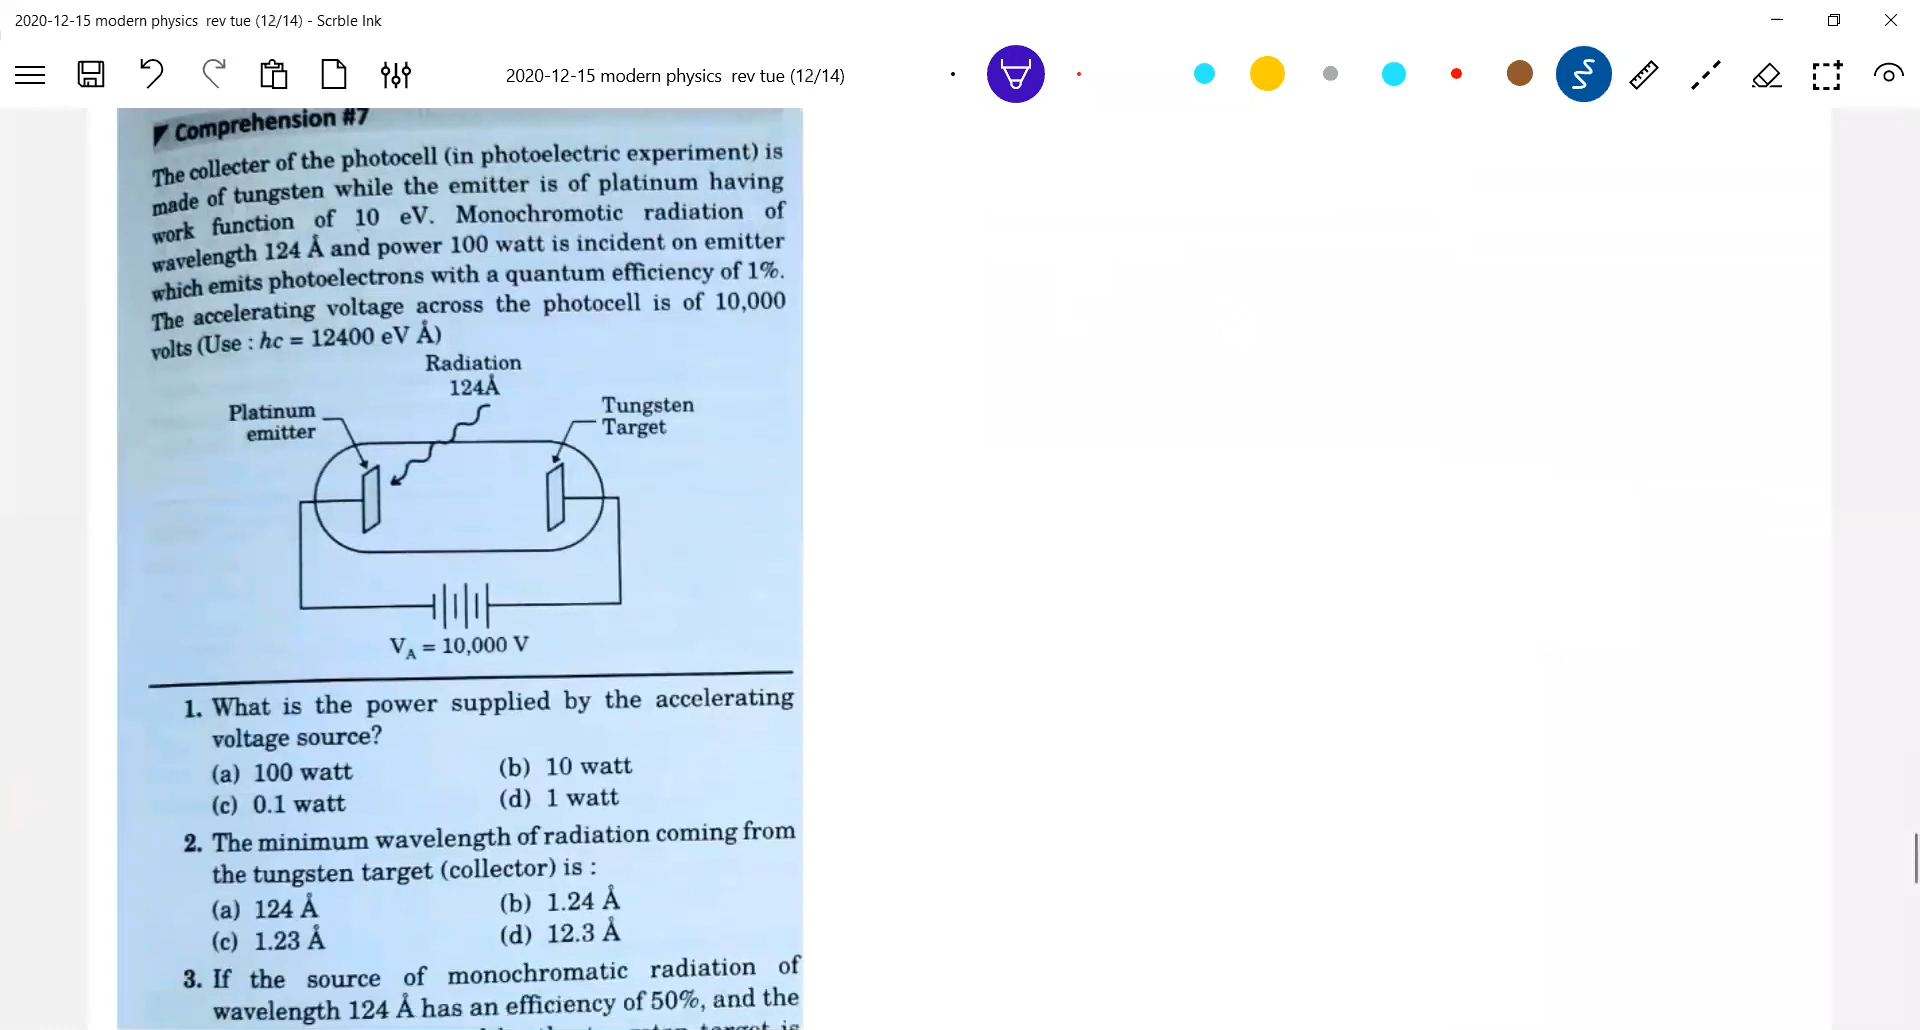 2020-12-15 modern physics rev tue (12/14) - Scrble Ink
2020-12-15 modern physics rev tue (12/14)
Comprehension #7
The collecter of the photocell (in photoelectric experiment) is
made of tungsten while the emitter is of platinum having
work function of 10 eV. Monochromotic radiation of
wavelength 124 Å and power 100 watt is incident on emitter
which emits photoelectrons with a quantum efficiency of 1%.
The accelerating voltage across the photocell is of 10,000
volts (Use : hc = 12400 eV Å)
Radiation
124Å
Platinum
emitter
Tungsten
Target
V_A = 10,000 V
1. What is the power supplied by the accelerating
voltage source?
(a) 100 watt (b) 10 watt
(c) 0.1 watt (d) 1 watt
2. The minimum wavelength of radiation coming from
the tungsten target (collector) is :
(a) 124 Å (b) 1.24 Å
(c) 1.23 Å (d) 12.3 Å
3. If the source of monochromatic radiation of
wavelength 124 Å has an efficiency of 50%, and the
target is